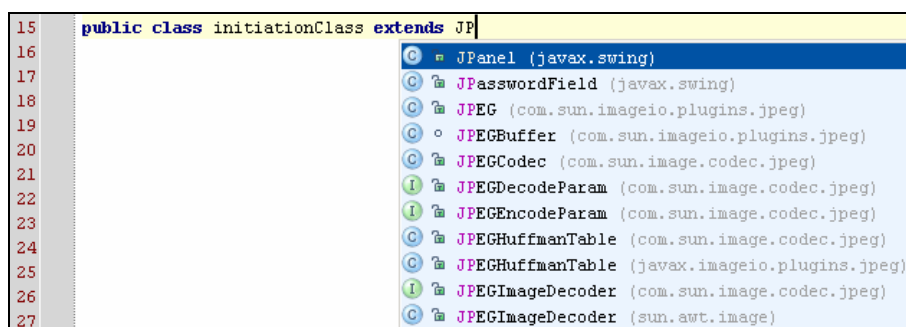 15 public class initiationClass extends JP
16 C JPanel (javax.swing)
17 C JPasswordField (javax.swing)
18 C JPEG (com.sun.imageio.plugins.jpeg)
19 C JPEGBuffer (com.sun.imageio.plugins.jpeg)
20 C JPEGCodec (com.sun.image.codec.jpeg)
21 I JPEGDecodeParam (com.sun.image.codec.jpeg)
22 I JPEGEncodeParam (com.sun.image.codec.jpeg)
23 C JPEGHuffmanTable (com.sun.image.codec.jpeg)
24 C JPEGHuffmanTable (javax.imageio.plugins.jpeg)
25 I JPEGImageDecoder (com.sun.image.codec.jpeg)
26 C JPEGImageDecoder (sun.awt.image)
27